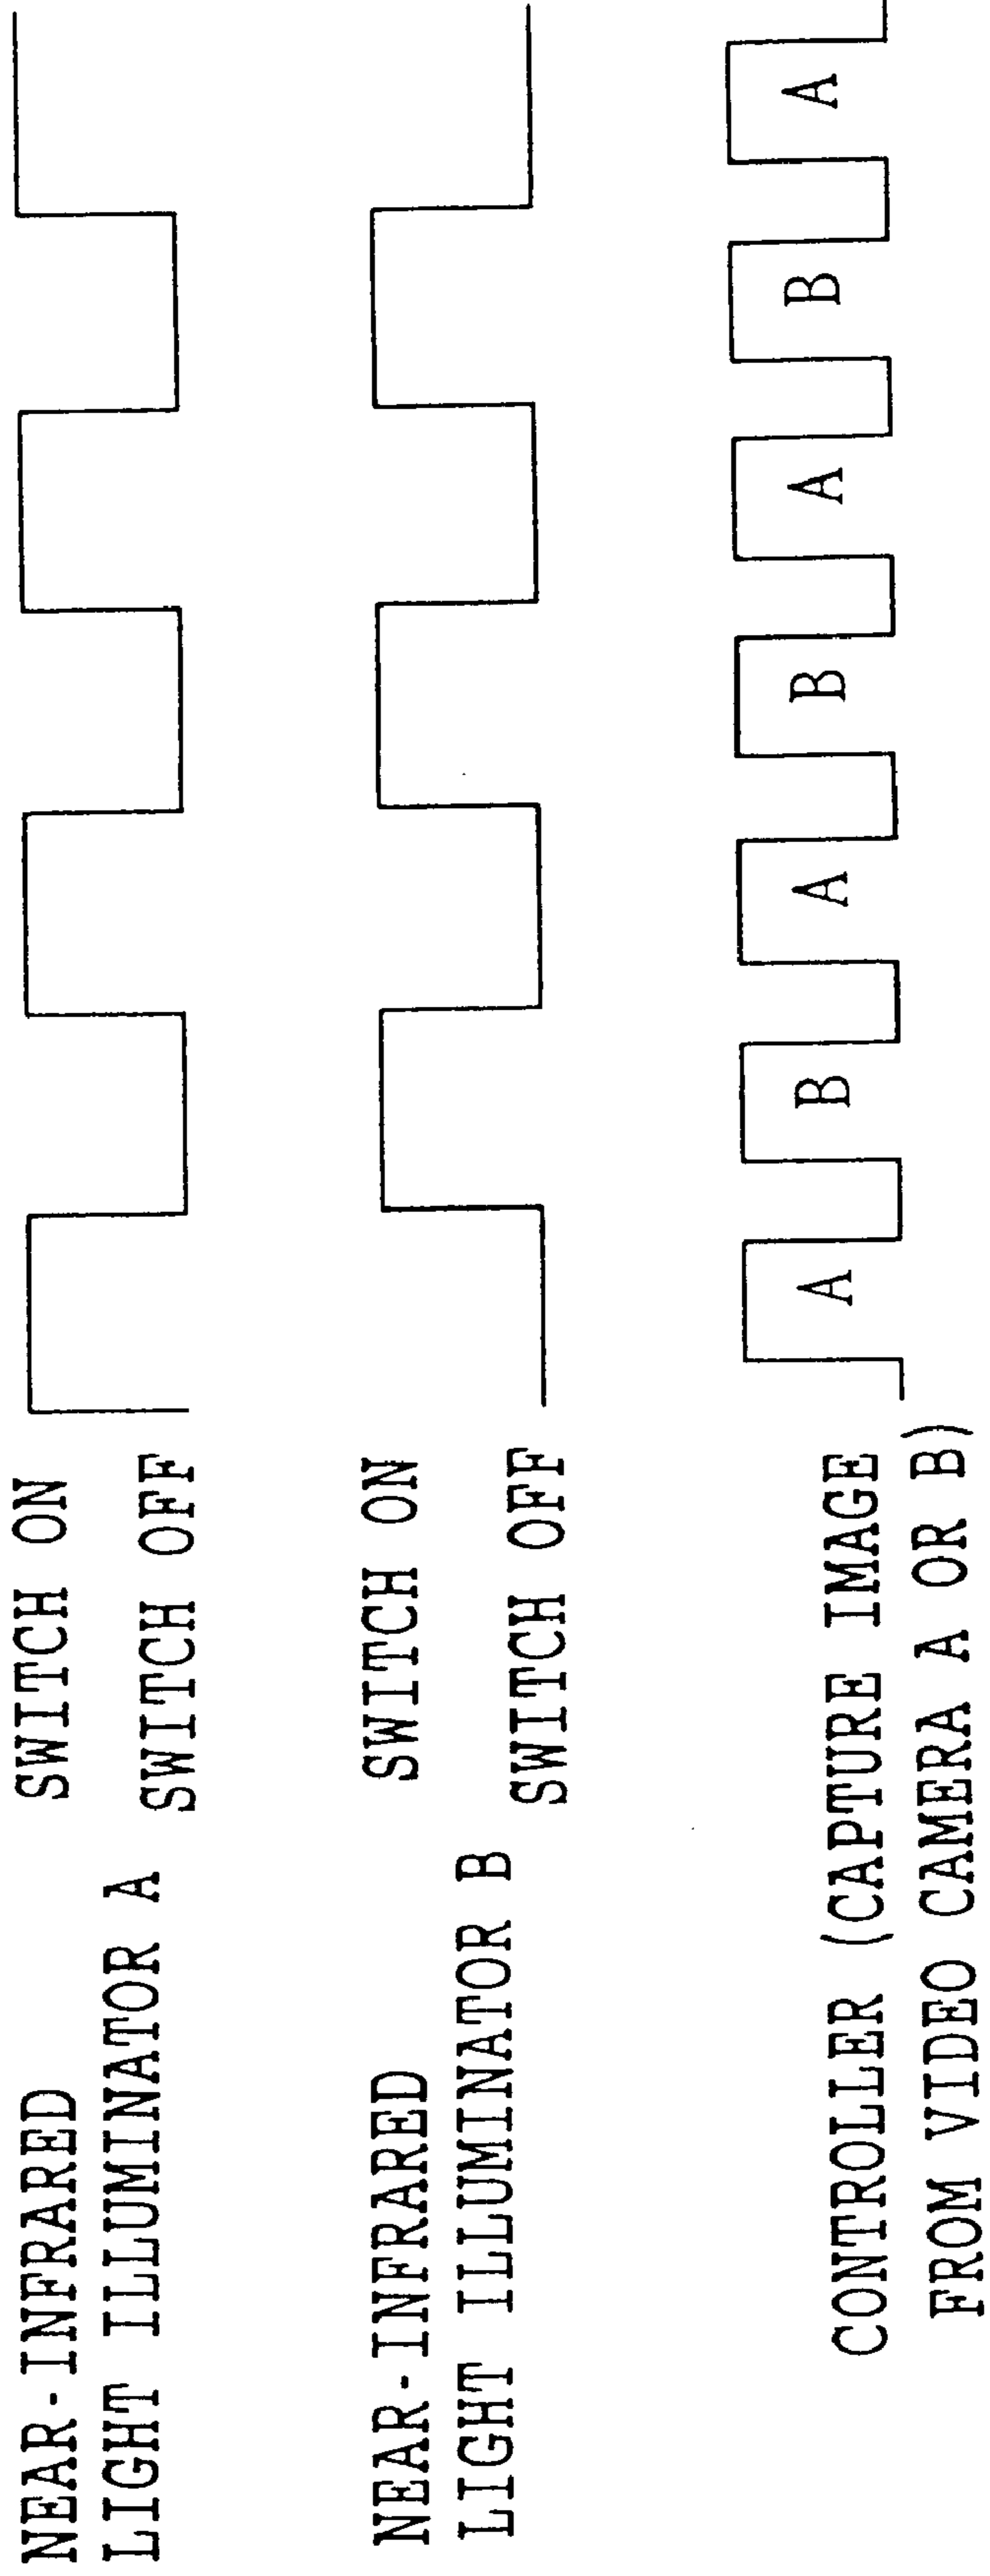 NEAR-INFRARED
LIGHT ILLUMINATOR A
SWITCH ON
SWITCH OFF
NEAR-INFRARED
LIGHT ILLUMINATOR B
SWITCH ON
SWITCH OFF
CONTROLLER (CAPTURE IMAGE
FROM VIDEO CAMERA A OR B)
A
B
A
B
A
B
A